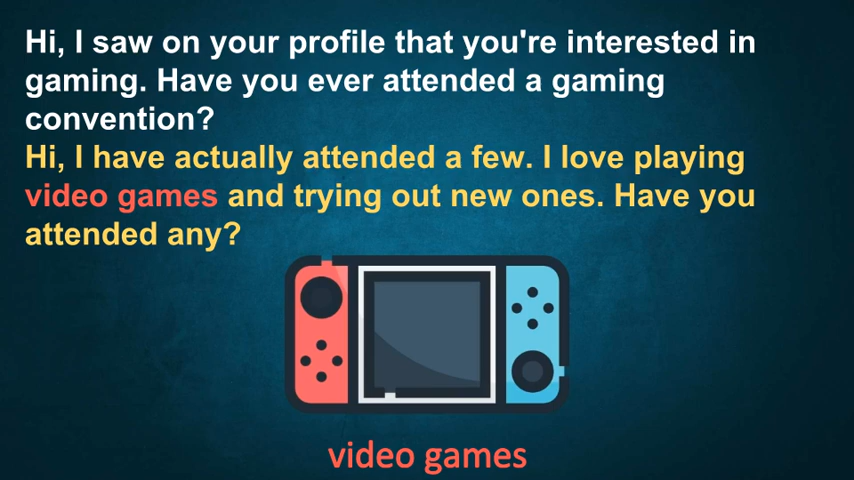 Hi, I saw on your profile that you're interested in
gaming. Have you ever attended a gaming
convention?
Hi, I have actually attended a few. I love playing
video games and trying out new ones. Have you
attended any?
video games